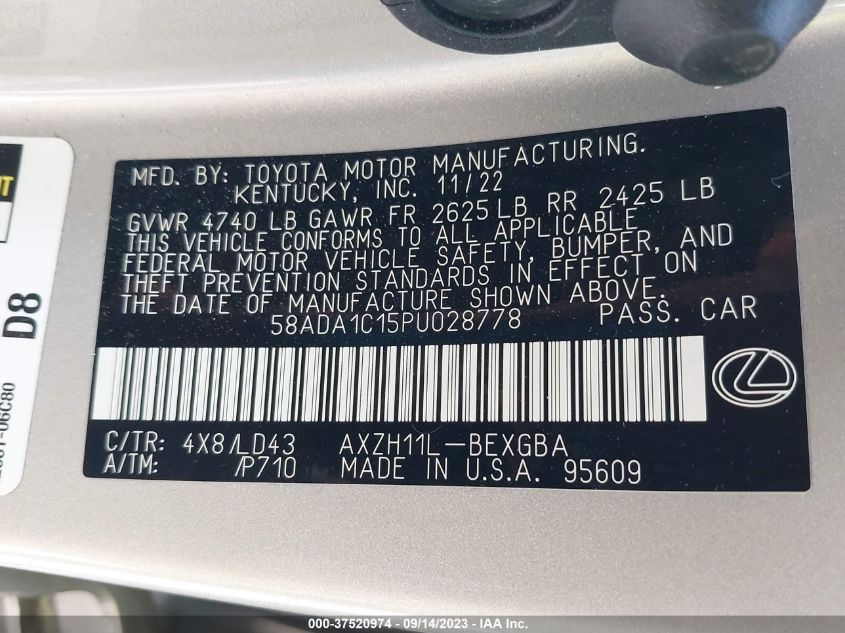 MFD. BY: TOYOTA MOTOR MANUFACTURING.
KENTUCKY, INC. 11/22
GVWR 4740 LB GAWR FR 2625 LB RR 2425 LB
THIS VEHICLE CONFORMS TO ALL APPLICABLE
FEDERAL MOTOR VEHICLE SAFETY, BUMPER, AND
THEFT PREVENTION STANDARDS IN EFFECT ON
THE DATE OF MANUFACTURE SHOWN ABOVE.
58ADA1C15PU028778 PASS. CAR
C/TR: 4X8/LD43 AXZH11L-BEXGBA
A/TM: /P710 MADE IN U.S.A. 95609
D8
-06C80
000-37520974 - 09/14/2023 - IAA Inc.